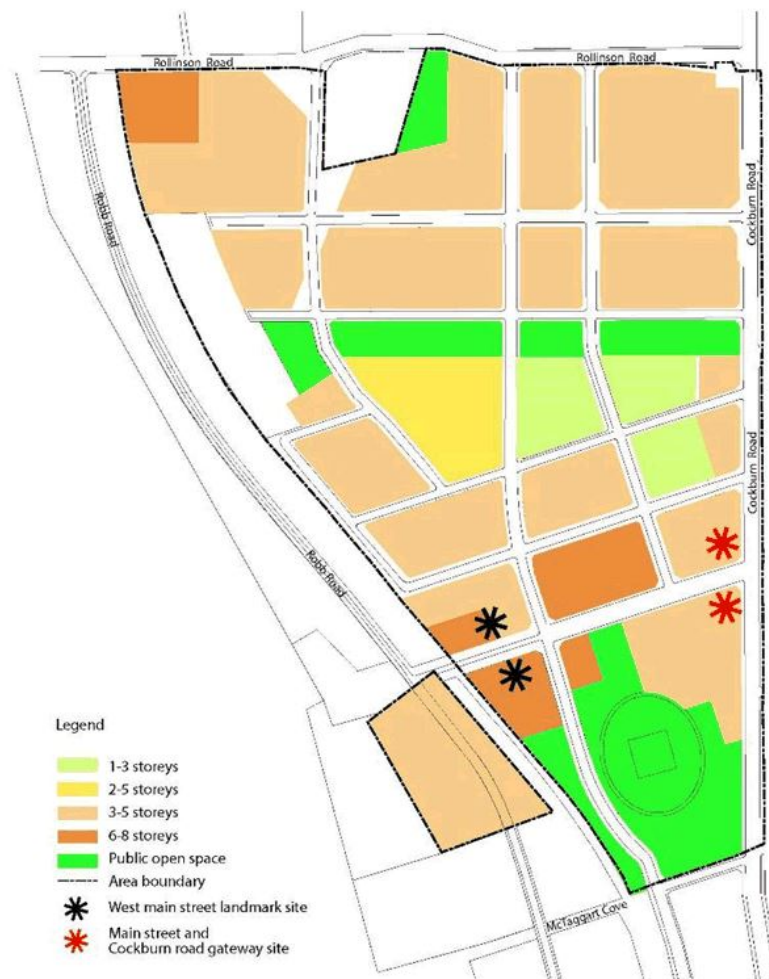 Rollinson Road
Rollinson Road
Robb Road
Cockburn Road
Cockburn Road
Robb Road
Legend
1-3 storeys
2-5 storeys
3-5 storeys
6-8 storeys
Public open space
Area boundary
West main street landmark site
Main street and
Cockburn road gateway site
McTaggart Cove